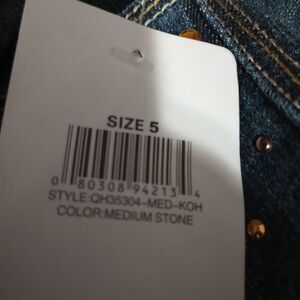 SIZE 5
0 80308 94213 4
STYLE:QH35304-MED-KOH
COLOR:MEDIUM STONE